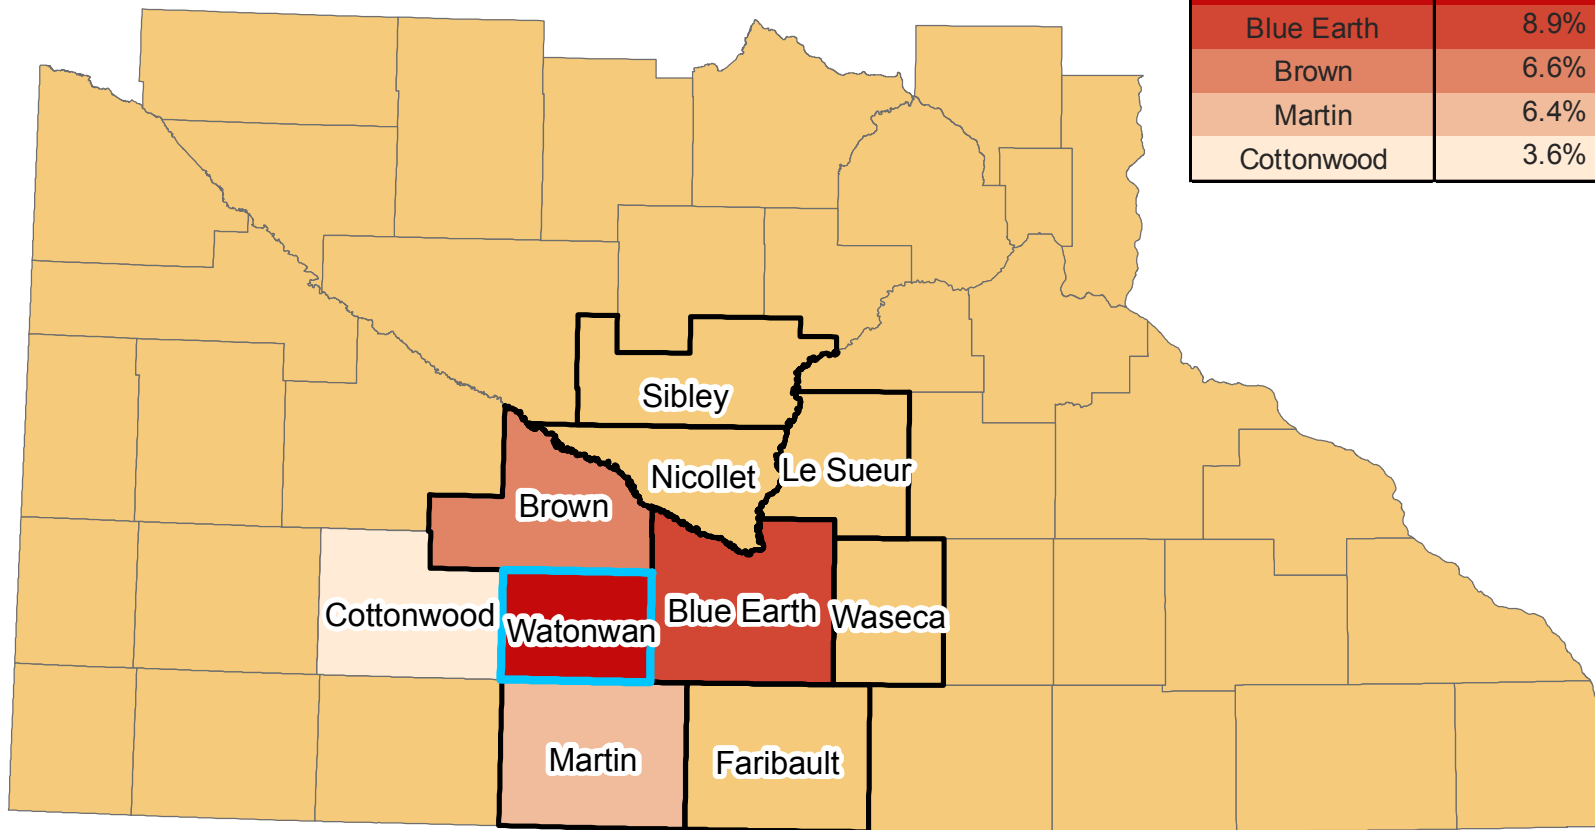 Blue Earth 8.9%
Brown 6.6%
Martin 6.4%
Cottonwood 3.6%
Sibley
Nicollet
Le Sueur
Brown
Cottonwood
Watonwan
Blue Earth
Waseca
Martin
Faribault